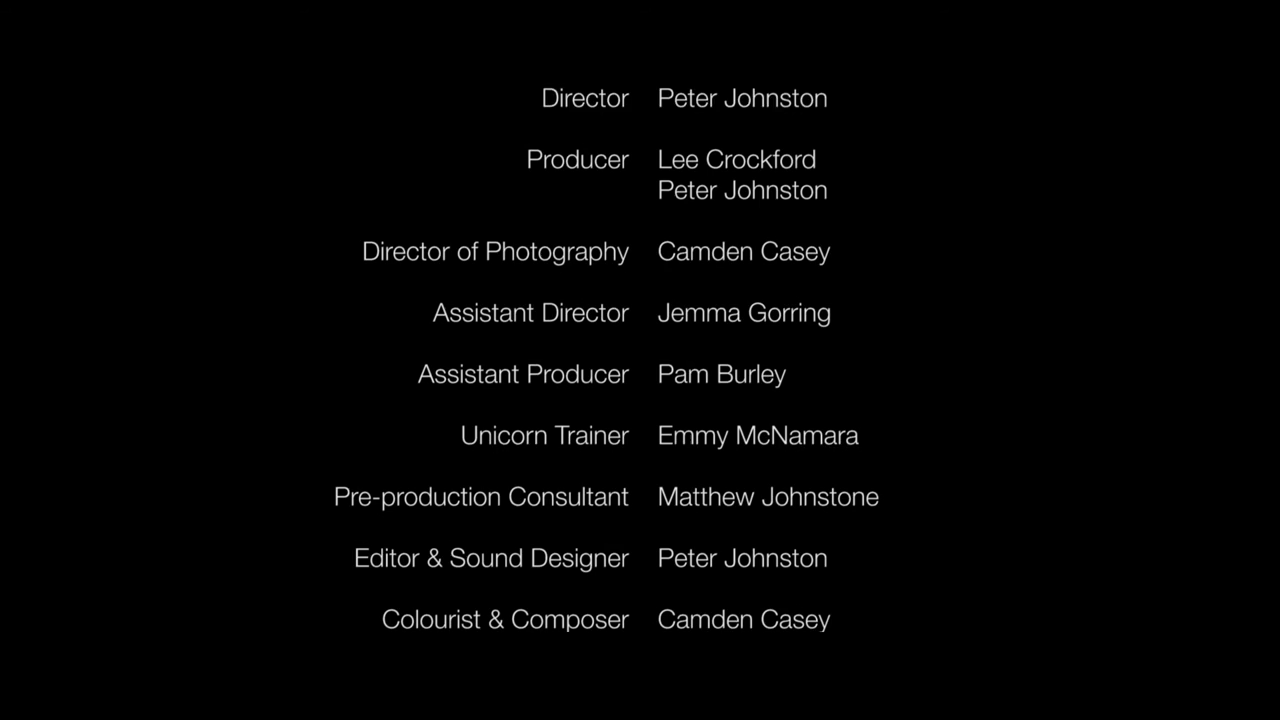 Director Peter Johnston
Producer Lee Crockford
Peter Johnston
Director of Photography Camden Casey
Assistant Director Jemma Gorring
Assistant Producer Pam Burley
Unicorn Trainer Emmy McNamara
Pre-production Consultant Matthew Johnstone
Editor & Sound Designer Peter Johnston
Colourist & Composer Camden Casey